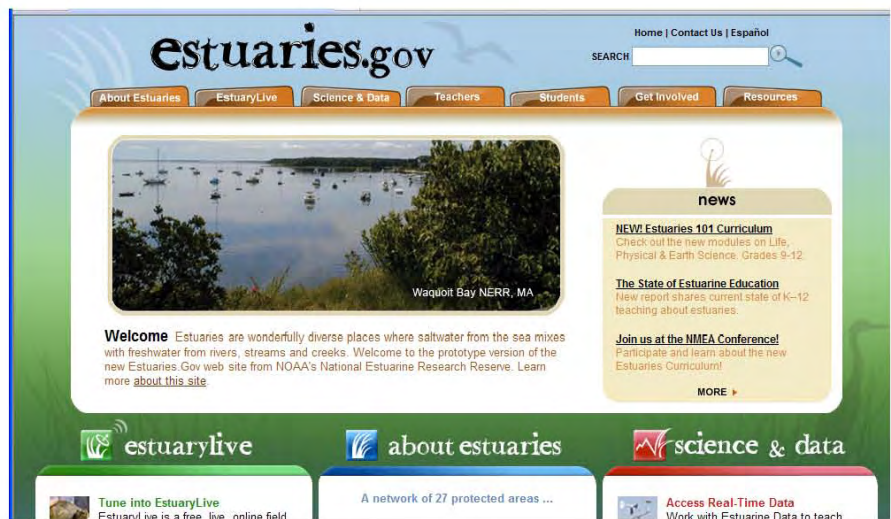 estuaries.gov
Home | Contact Us | Español
SEARCH
About Estuaries
EstuaryLive
Science & Data
Teachers
Students
Get Involved
Resources
Waquoit Bay NERR, MA
Welcome Estuaries are wonderfully diverse places where saltwater from the sea mixes
with freshwater from rivers, streams and creeks. Welcome to the prototype version of the
new Estuaries.Gov web site from NOAA's National Estuarine Research Reserve. Learn
more about this site.
news
NEW! Estuaries 101 Curriculum
Check out the new modules on Life,
Physical & Earth Science. Grades 9-12.
The State of Estuarine Education
New report shares current state of K–12
teaching about estuaries.
Join us at the NMEA Conference!
Participate and learn about the new
Estuaries Curriculum!
MORE
estuarylive
about estuaries
science & data
Tune into EstuaryLive
EstuaryLive is a free, live, online field
A network of 27 protected areas ...
Access Real-Time Data
Work with Estuarine Data to teach